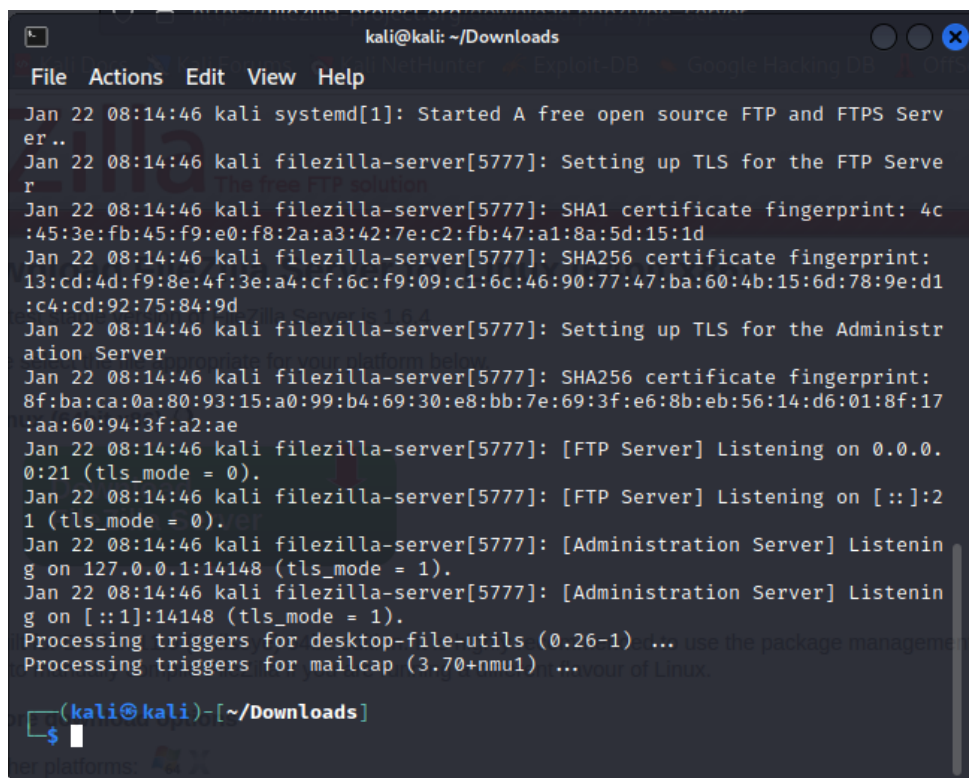 kali@kali: ~/Downloads
File Actions Edit View Help
Jan 22 08:14:46 kali systemd[1]: Started A free open source FTP and FTPS Serv
er..
Jan 22 08:14:46 kali filezilla-server[5777]: Setting up TLS for the FTP Serve
r
Jan 22 08:14:46 kali filezilla-server[5777]: SHA1 certificate fingerprint: 4c
:45:3e:fb:45:f9:e0:f8:2a:a3:42:7e:c2:fb:47:a1:8a:5d:15:1d
Jan 22 08:14:46 kali filezilla-server[5777]: SHA256 certificate fingerprint:
13:cd:4d:f9:8e:4f:3e:a4:cf:6c:f9:09:c1:6c:46:90:77:47:ba:60:4b:15:6d:78:9e:d1
:c4:cd:92:75:84:9d
Jan 22 08:14:46 kali filezilla-server[5777]: Setting up TLS for the Administr
ation Server
Jan 22 08:14:46 kali filezilla-server[5777]: SHA256 certificate fingerprint:
8f:ba:ca:0a:80:93:15:a0:99:b4:69:30:e8:bb:7e:69:3f:e6:8b:eb:56:14:d6:01:8f:17
:aa:60:94:3f:a2:ae
Jan 22 08:14:46 kali filezilla-server[5777]: [FTP Server] Listening on 0.0.0.
0:21 (tls_mode = 0).
Jan 22 08:14:46 kali filezilla-server[5777]: [FTP Server] Listening on [::]:2
1 (tls_mode = 0).
Jan 22 08:14:46 kali filezilla-server[5777]: [Administration Server] Listenin
g on 127.0.0.1:14148 (tls_mode = 1).
Jan 22 08:14:46 kali filezilla-server[5777]: [Administration Server] Listenin
g on [::1]:14148 (tls_mode = 1).
Processing triggers for desktop-file-utils (0.26-1) ...
Processing triggers for mailcap (3.70+nmu1) ...
(kali㉿kali)-[~/Downloads]
$